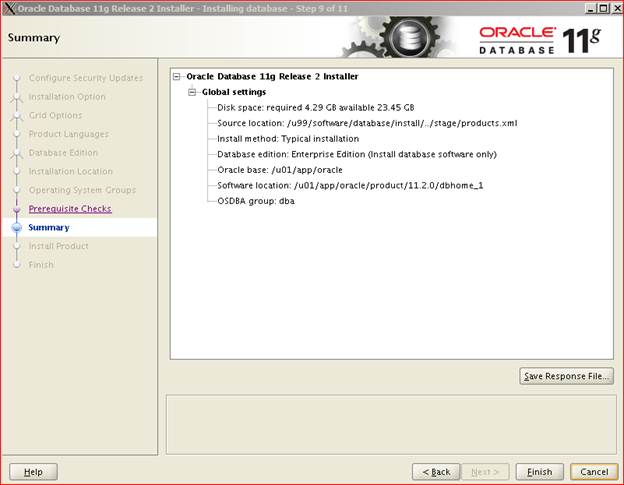 Oracle Database 11g Release 2 Installer - Installing database - Step 9 of 11
Summary
ORACLE
DATABASE
11g
Configure Security Updates
Installation Option
Grid Options
Product Languages
Database Edition
Installation Location
Operating System Groups
Prerequisite Checks
Summary
Install Product
Finish
Oracle Database 11g Release 2 Installer
Global settings
Disk space: required 4.29 GB available 23.45 GB
Source location: /u99/software/database/install/../stage/products.xml
Install method: Typical installation
Database edition: Enterprise Edition (Install database software only)
Oracle base: /u01/app/oracle
Software location: /u01/app/oracle/product/11.2.0/dbhome_1
OSDBA group: dba
Save Response File...
Help
< Back
Next >
Finish
Cancel